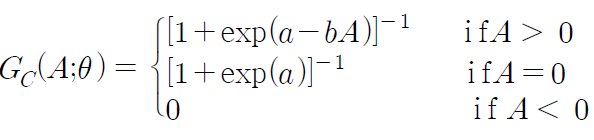 [1+exp(a−bA)]⁻¹ if A > 0
G_C(A;θ) = { [1+exp(a)]⁻¹ if A=0
0 if A < 0